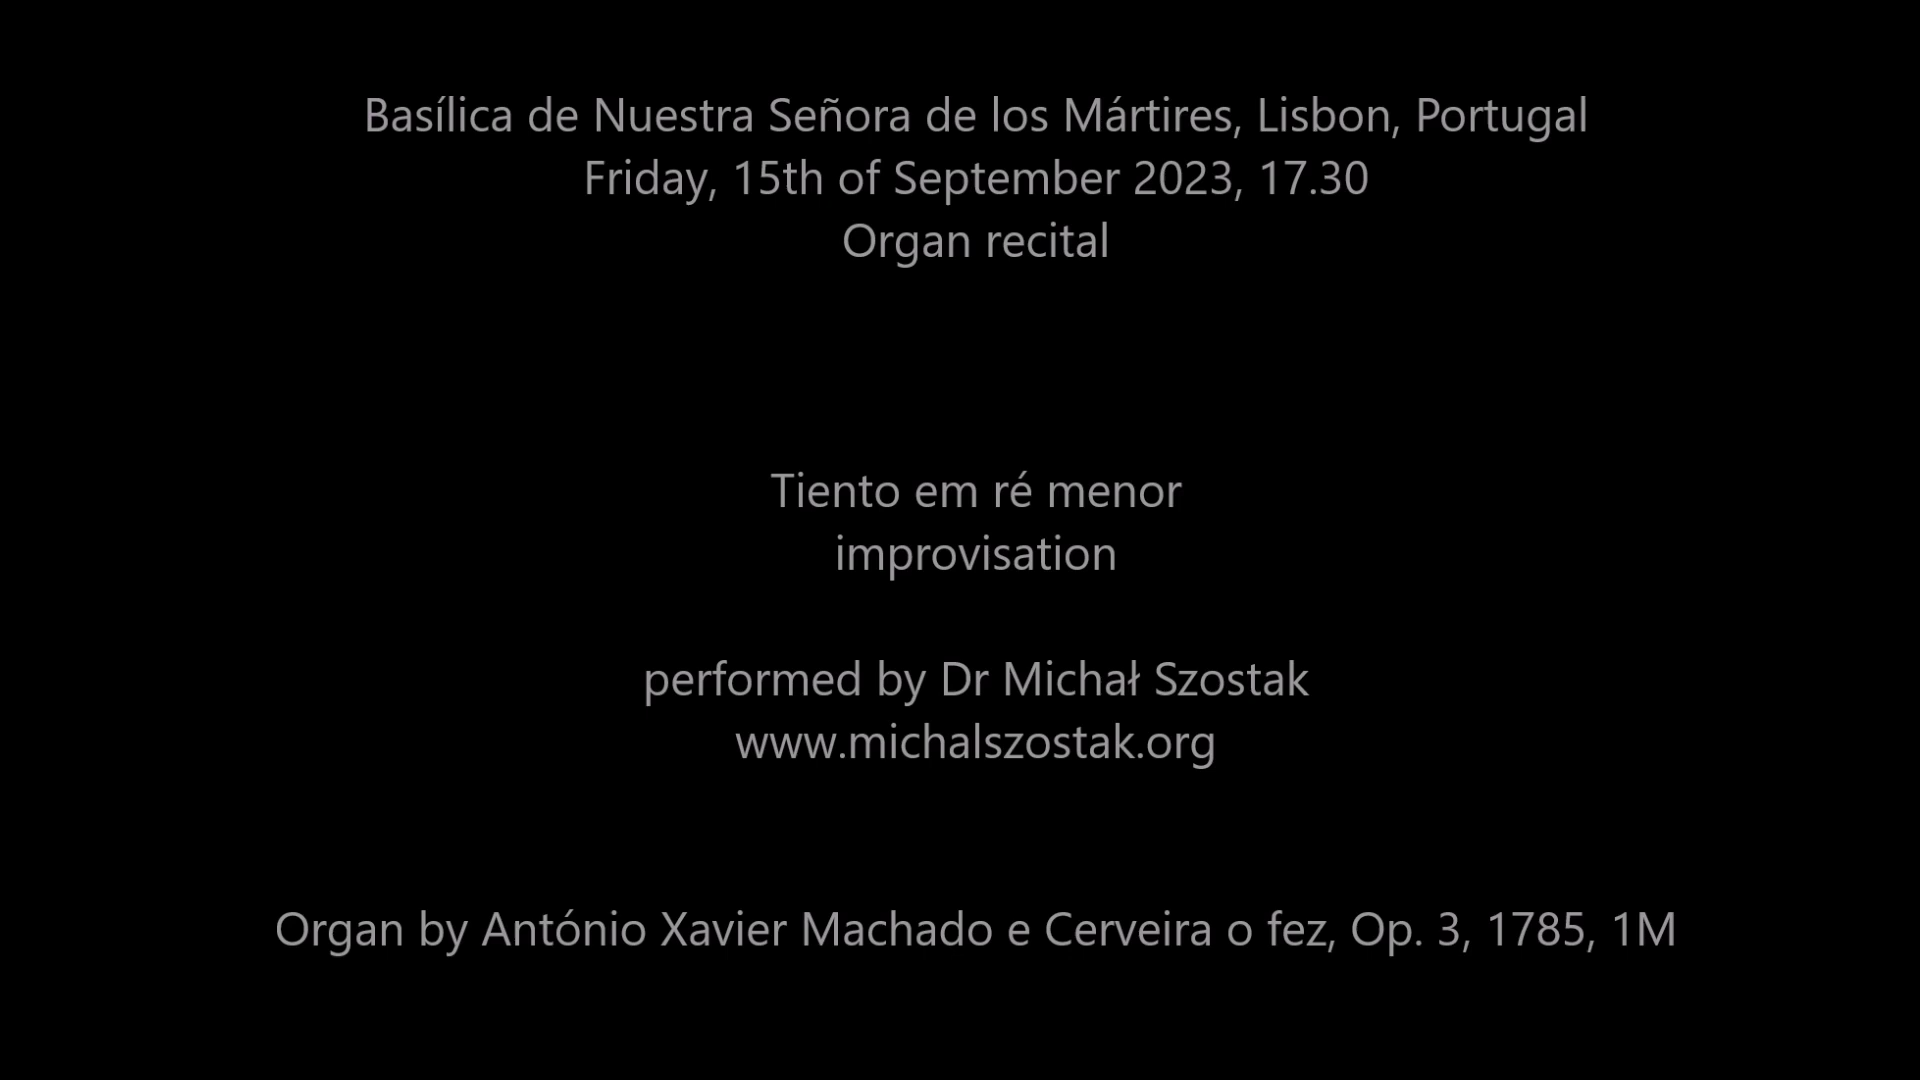 Basílica de Nuestra Señora de los Mártires, Lisbon, Portugal
Friday, 15th of September 2023, 17.30
Organ recital
Tiento em ré menor
improvisation
performed by Dr Michał Szostak
www.michalszostak.org
Organ by António Xavier Machado e Cerveira o fez, Op. 3, 1785, 1M